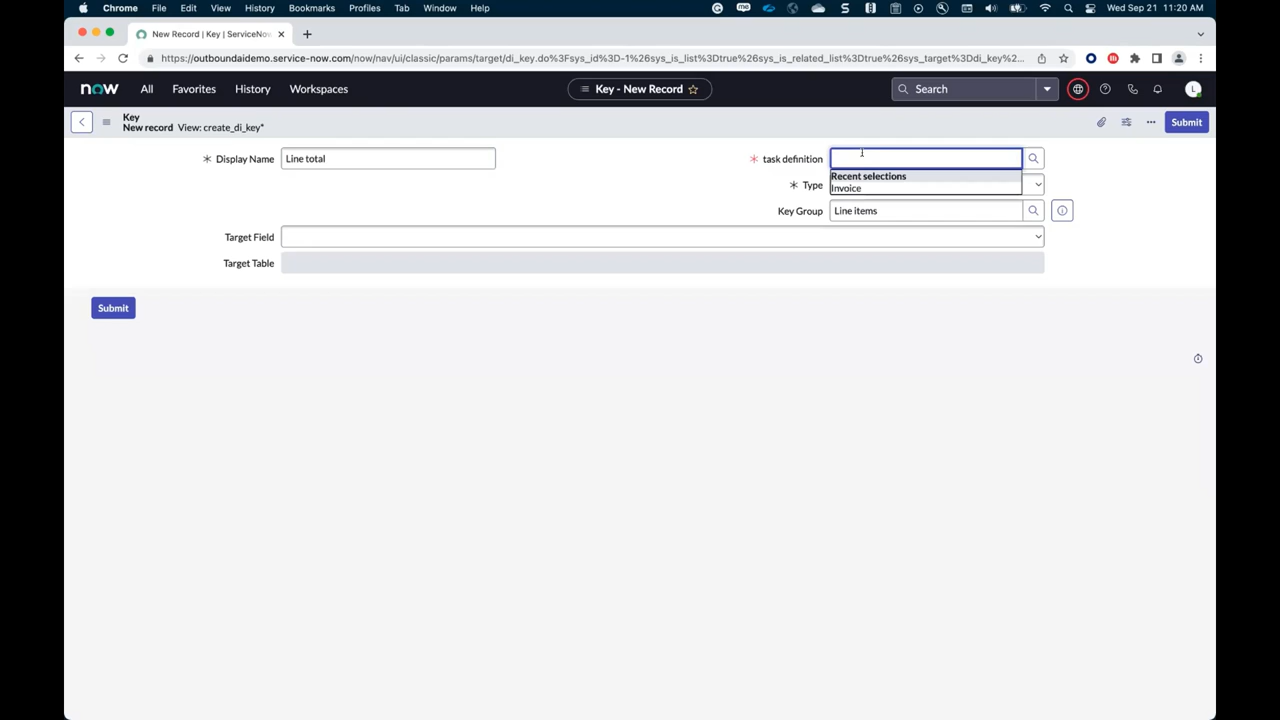 Chrome File Edit View History Bookmarks Profiles Tab Window Help Wed Sep 21 11:20 AM
New Record | Key | ServiceNow
https://outboundaidemo.service-now.com/nav/ui/classic/params/target/di_key.do%3Fsys_id%3D-1%26sys_is_list%3Dtrue%26sys_is_related_list%3Dtrue%26sys_target%3Ddi_key%2...
now All Favorites History Workspaces Key - New Record Search L
Key
New record View: create_di_key*
Submit
Display Name Line total task definition
Recent selections
Invoice
Type
Key Group Line items
Target Field
Target Table
Submit